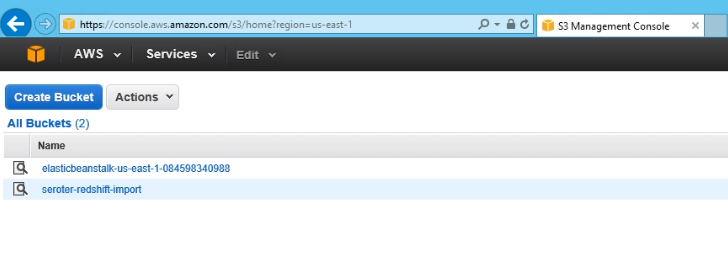 https://console.aws.amazon.com/s3/home?region=us-east-1
S3 Management Console
AWS Services Edit
Create Bucket Actions
All Buckets (2)
Name
elasticbeanstalk-us-east-1-084598340988
seroter-redshift-import